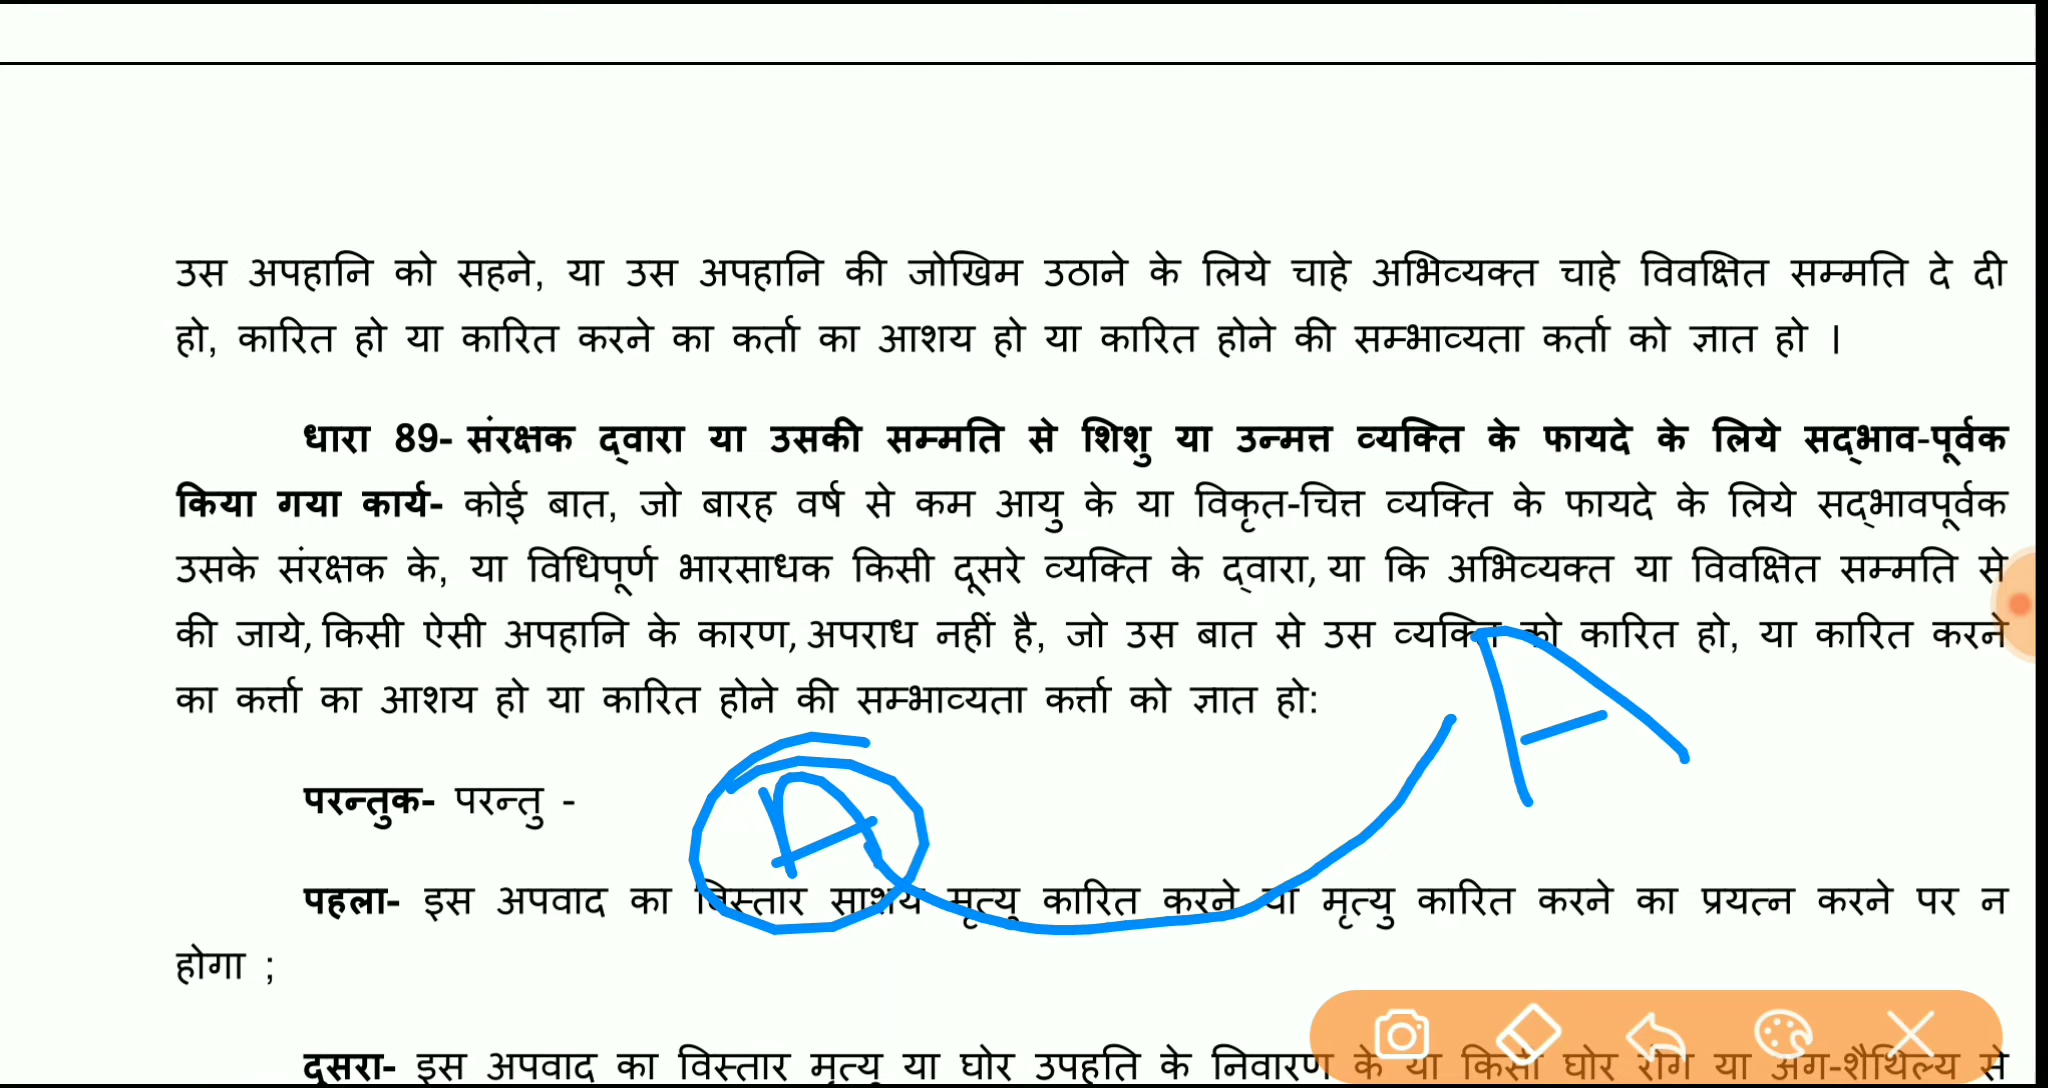 उस अपहानि को सहने, या उस अपहानि की जोखिम उठाने के लिये चाहे अभिव्यक्त चाहे विवक्षित सम्मति दे दी
हो, कारित हो या कारित करने का कर्ता का आशय हो या कारित होने की सम्भाव्यता कर्ता को ज्ञात हो ।
धारा 89- संरक्षक द्वारा या उसकी सम्मति से शिशु या उन्मत्त व्यक्ति के फायदे के लिये सद्भाव-पूर्वक
किया गया कार्य- कोई बात, जो बारह वर्ष से कम आयु के या विकृत-चित्त व्यक्ति के फायदे के लिये सद्भावपूर्वक
उसके संरक्षक के, या विधिपूर्ण भारसाधक किसी दूसरे व्यक्ति के द्वारा, या कि अभिव्यक्त या विवक्षित सम्मति से
की जाये, किसी ऐसी अपहानि के कारण, अपराध नहीं है, जो उस बात से उस व्यक्ति को कारित हो, या कारित करने
का कर्त्ता का आशय हो या कारित होने की सम्भाव्यता कर्त्ता को ज्ञात हो:
A
परन्तुक- परन्तु -
A
पहला- इस अपवाद का विस्तार साशय मृत्यु कारित करने या मृत्यु कारित करने का प्रयत्न करने पर न
होगा ;
दूसरा- इस अपवाद का विस्तार मृत्यु या घोर उपहति के निवारण के या किसी घोर रोग या अंग-शैथिल्य से